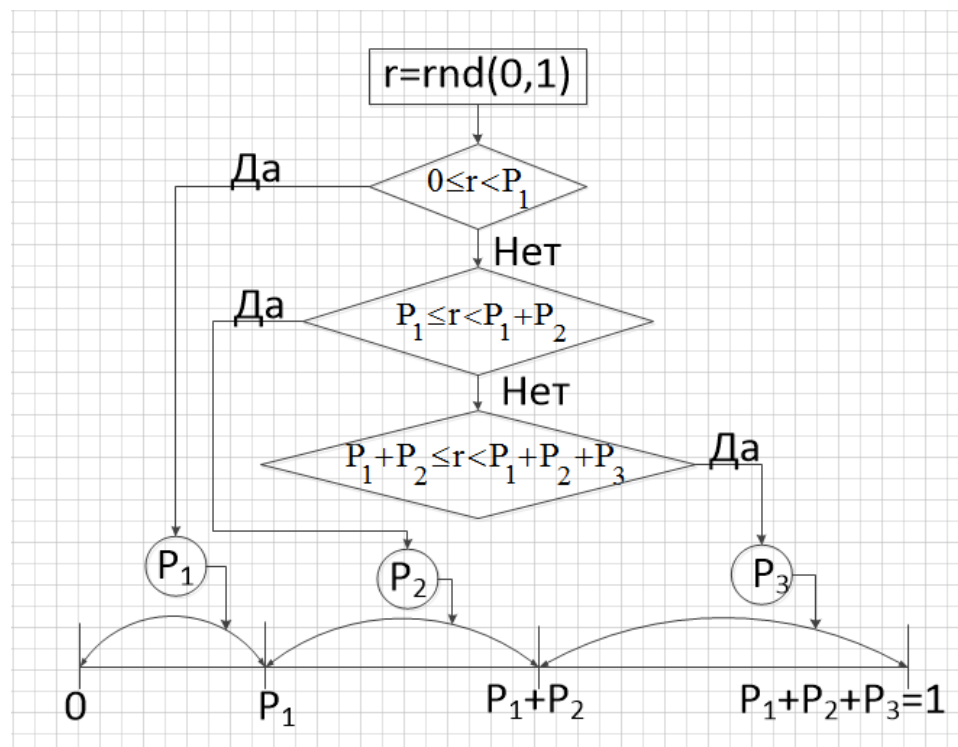 r=rnd(0,1)
Да
0≤r<P₁
Нет
Да
P₁≤r<P₁+P₂
Нет
P₁+P₂≤r<P₁+P₂+P₃
Да
P₁
P₂
P₃
0
P₁
P₁+P₂
P₁+P₂+P₃=1